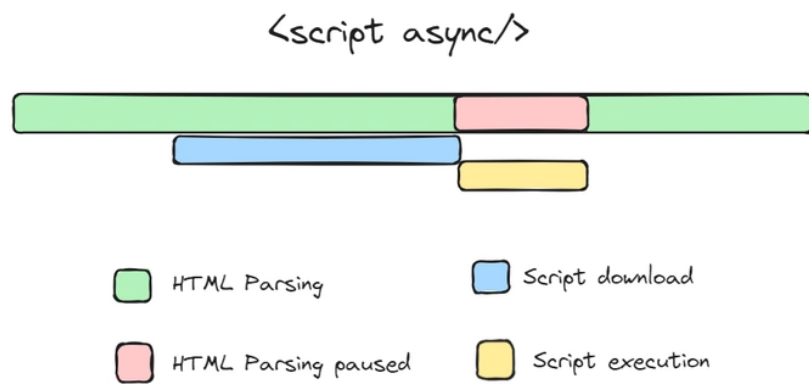 <script async/>
HTML Parsing
Script download
HTML Parsing paused
Script execution